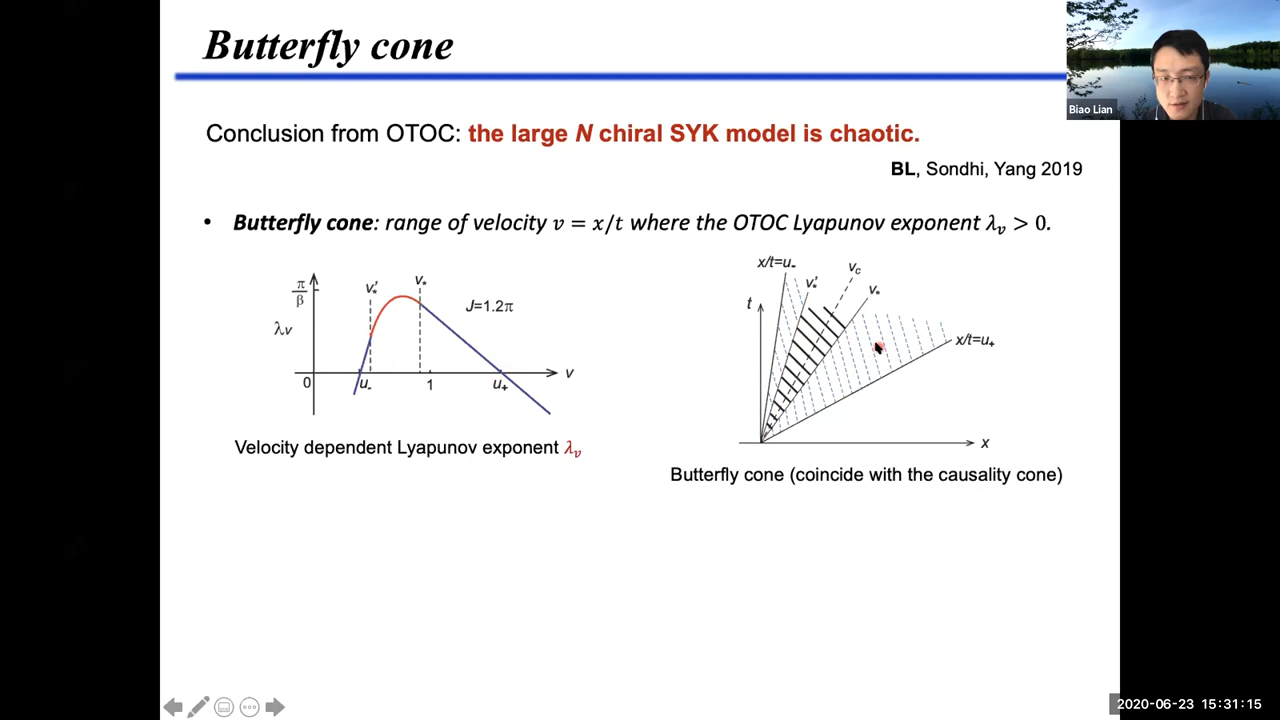 Butterfly cone
Biao Lian
Conclusion from OTOC: the large N chiral SYK model is chaotic.
BL, Sondhi, Yang 2019
• Butterfly cone: range of velocity v = x/t where the OTOC Lyapunov exponent λᵥ > 0.
π/β
λv
v*'
v*
J=1.2π
0
u-
1
u+
v
Velocity dependent Lyapunov exponent λᵥ
x/t=u-
v*'
vc
v*
t
x/t=u+
x
Butterfly cone (coincide with the causality cone)
2020-06-23 15:31:15